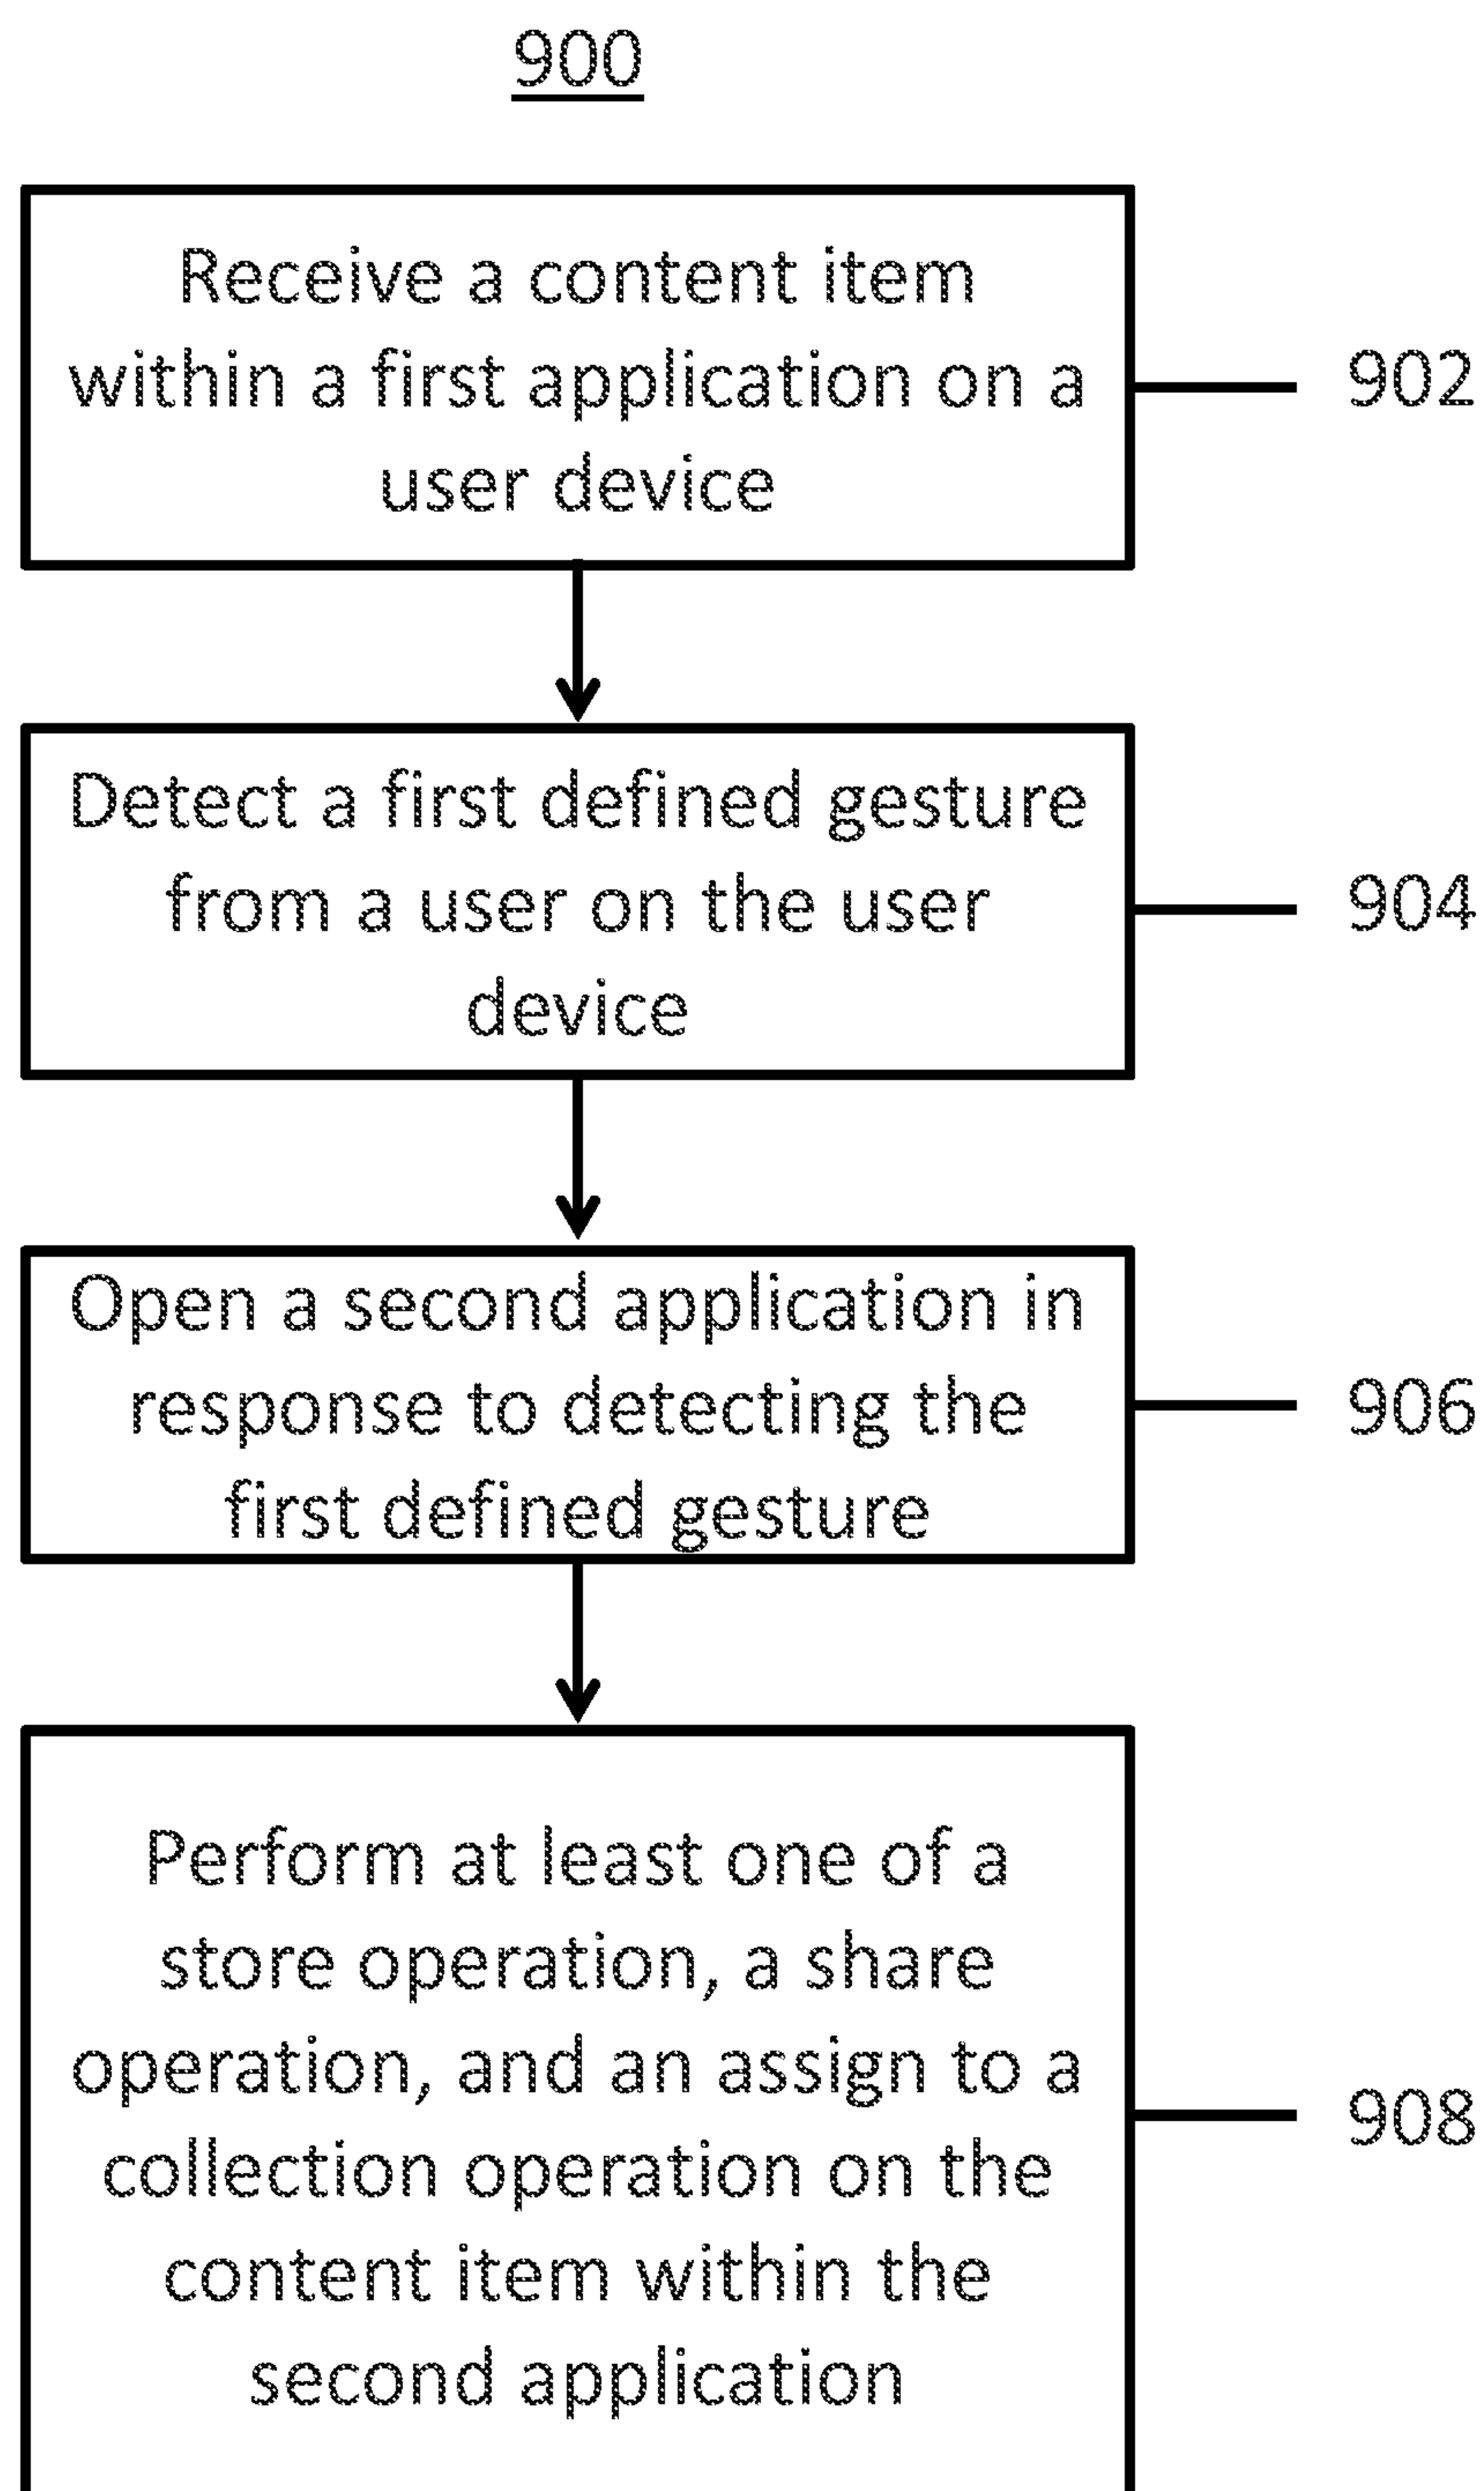 900
Receive a content item
within a first application on a
user device
902
Detect a first defined gesture
from a user on the user
device
904
Open a second application in
response to detecting the
first defined gesture
906
Perform at least one of a
store operation, a share
operation, and an assign to a
collection operation on the
content item within the
second application
908